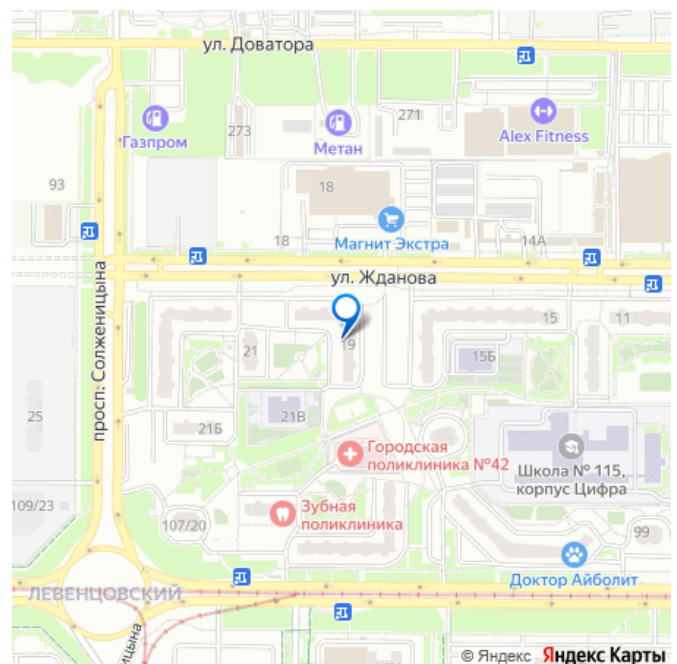 ул. Доватора
Газпром
273
Метан
271
Alex Fitness
93
18
Магнит Экстра
18
14А
ул. Жданова
просп. Солженицына
19
21
15
11
15Б
25
21Б
21В
Городская
поликлиника №42
Школа № 115,
корпус Цифра
Зубная
поликлиника
109/23
107/20
99
Доктор Айболит
ЛЕВЕНЦОВСКИЙ
© Яндекс Яндекс Карты